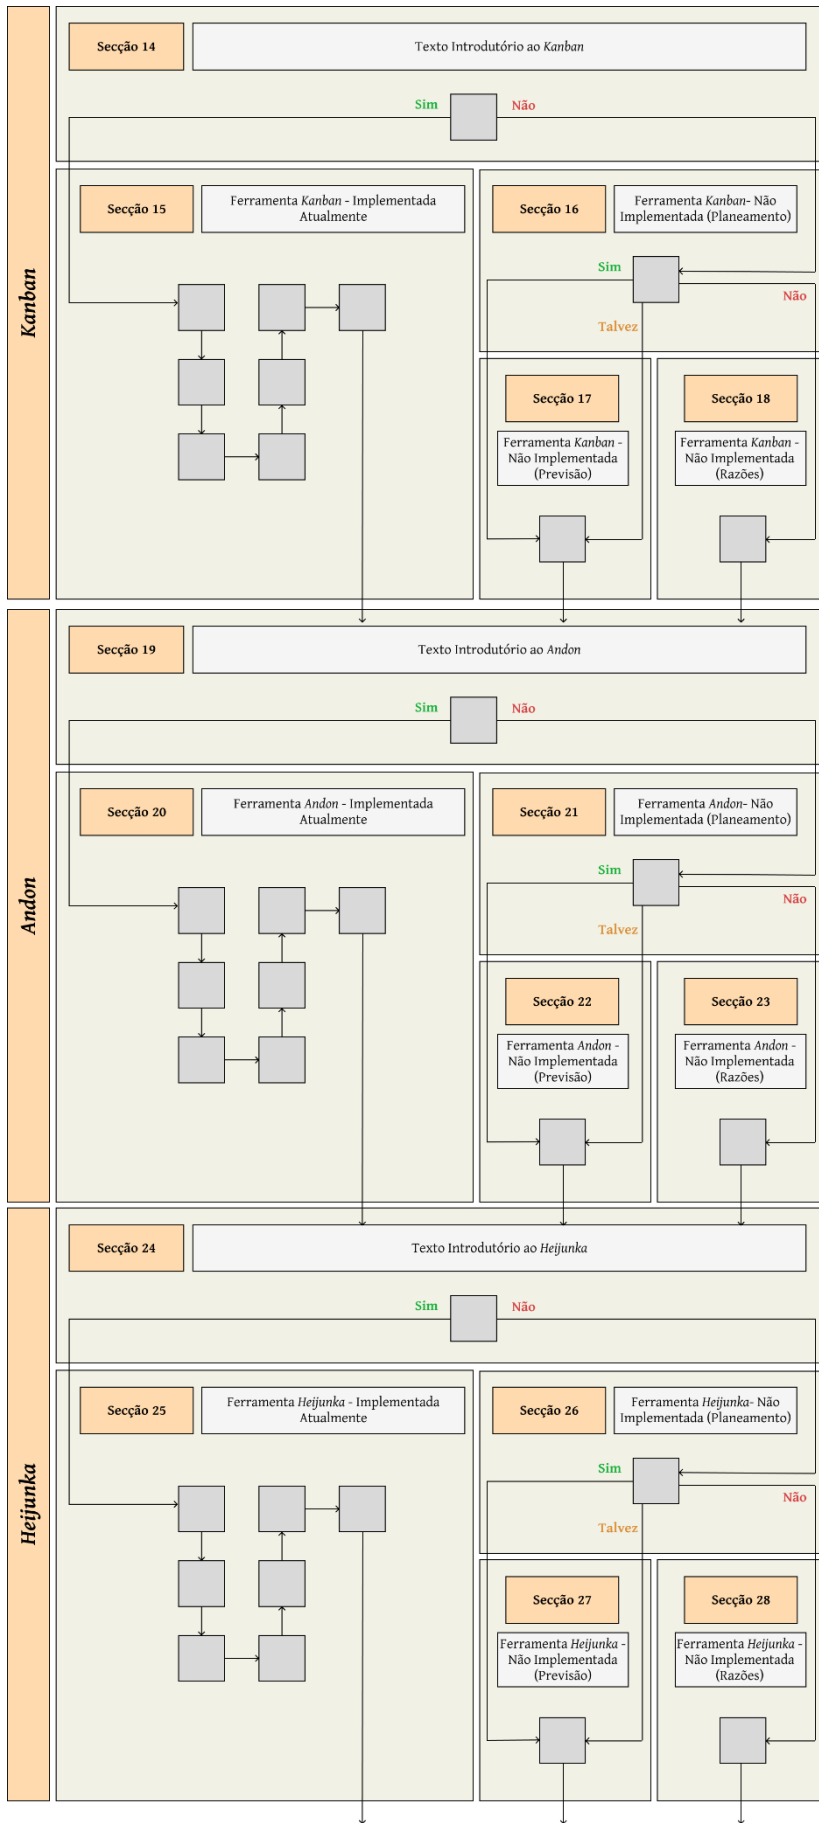 Kanban
Secção 14
Texto Introdutório ao Kanban
Sim
Não
Secção 15
Ferramenta Kanban - Implementada
Atualmente
Secção 16
Ferramenta Kanban- Não
Implementada (Planeamento)
Sim
Não
Talvez
Secção 17
Ferramenta Kanban -
Não Implementada
(Previsão)
Secção 18
Ferramenta Kanban -
Não Implementada
(Razões)
Andon
Secção 19
Texto Introdutório ao Andon
Sim
Não
Secção 20
Ferramenta Andon - Implementada
Atualmente
Secção 21
Ferramenta Andon- Não
Implementada (Planeamento)
Sim
Não
Talvez
Secção 22
Ferramenta Andon -
Não Implementada
(Previsão)
Secção 23
Ferramenta Andon -
Não Implementada
(Razões)
Heijunka
Secção 24
Texto Introdutório ao Heijunka
Sim
Não
Secção 25
Ferramenta Heijunka - Implementada
Atualmente
Secção 26
Ferramenta Heijunka- Não
Implementada (Planeamento)
Sim
Não
Talvez
Secção 27
Ferramenta Heijunka -
Não Implementada
(Previsão)
Secção 28
Ferramenta Heijunka -
Não Implementada
(Razões)